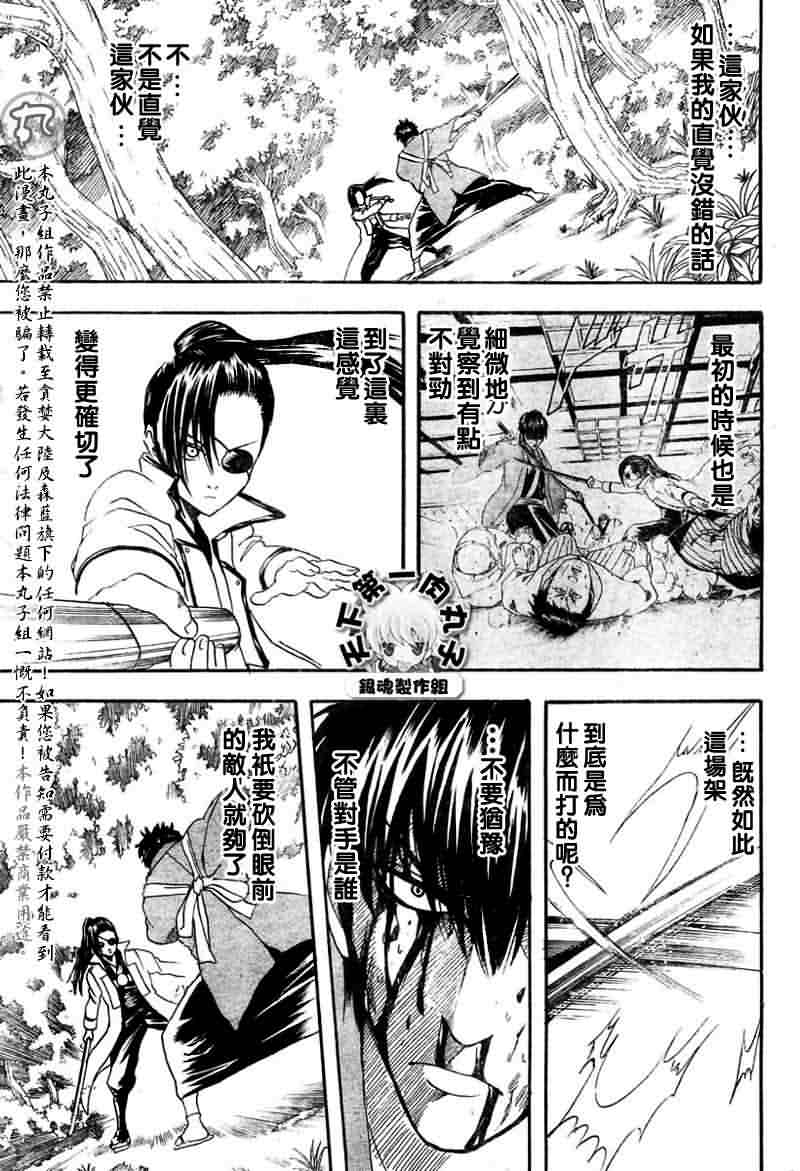 …這家伙…
如果我的直覺沒錯的話
不…
不是直覺
這家伙…
最初的時候也是
細微地
覺察到有點
不對勁
到了這裏
這感覺
變得更確切了
…既然如此
這場架
到底是為
什麼而打的呢？
…不要猶豫
不管對手是誰
我祇要砍倒眼前
的敵人就夠了
天下第一肉丸子
銀魂製作組
丸
本丸子組作品禁止轉載至貪婪大陸及森藍旗下的任何網站！如果您被告知需要付款才能看到
此漫畫，那麼您被騙了。若發生任何法律問題本丸子組一慨不負責！本作品嚴禁商業用途。